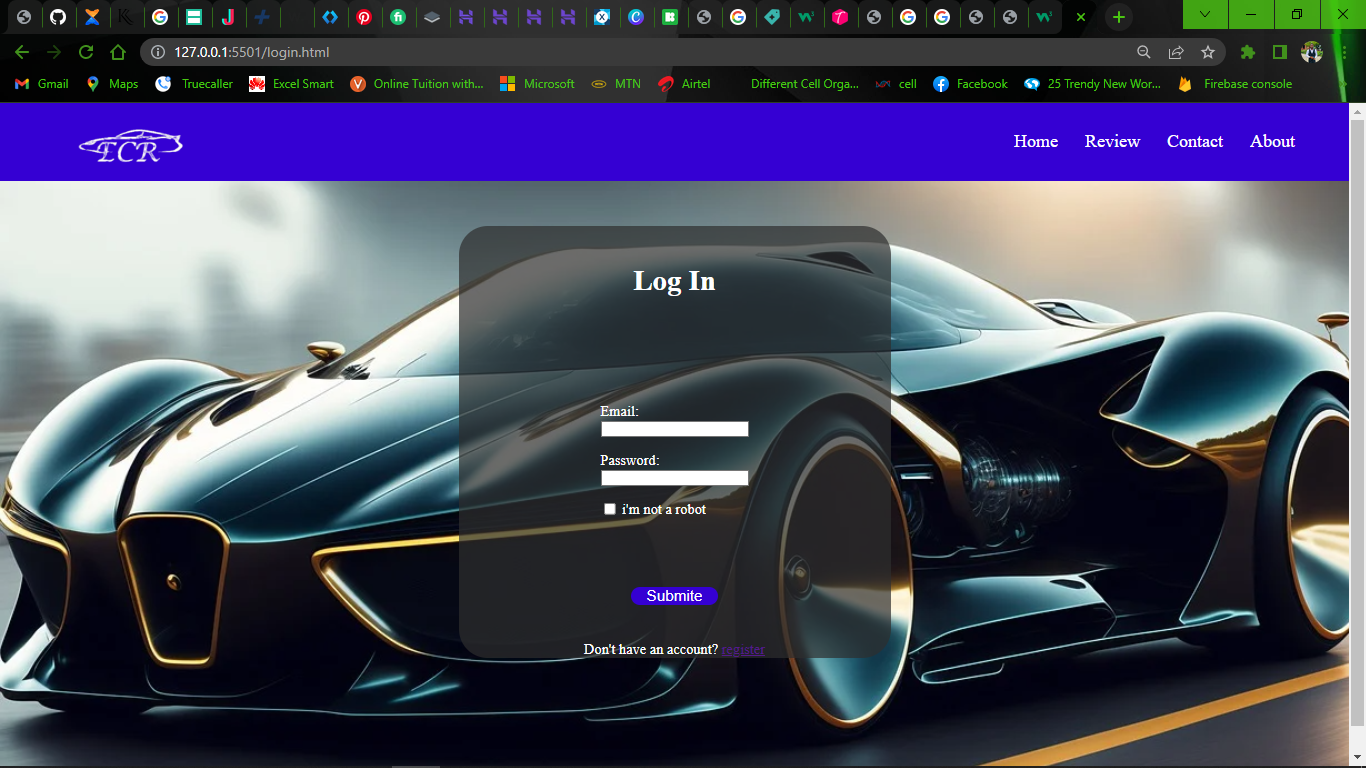 127.0.0.1:5501/login.html
Gmail Maps Truecaller Excel Smart Online Tuition with... Microsoft MTN Airtel Different Cell Orga... cell Facebook 25 Trendy New Wor... Firebase console
ECR Home Review Contact About
Log In
Email:
Password:
i'm not a robot
Submite
Don't have an account? register